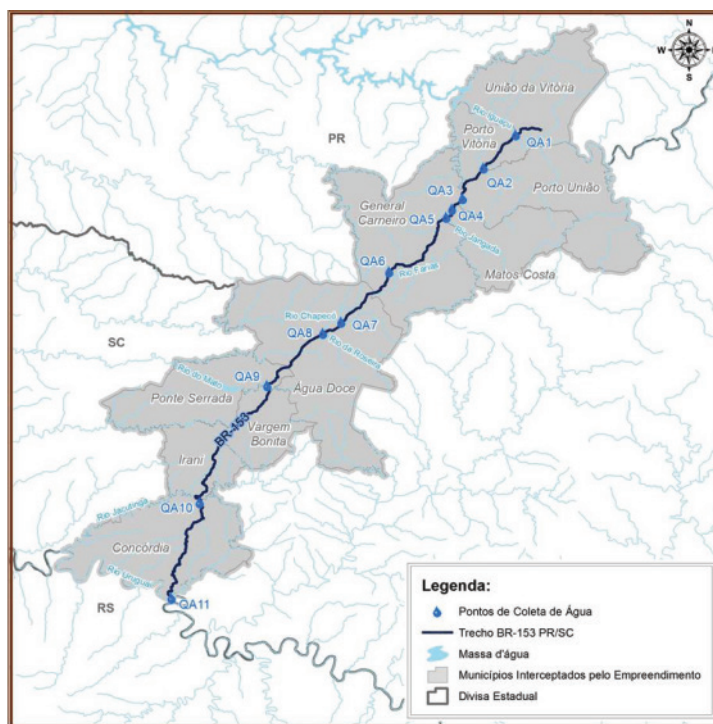 N
W
S
União da Vitória
Rio Iguaçu
QA1
Porto
Vitória
PR
QA2
QA3
Porto União
General
Carneiro
QA4
QA5
Rio Jangada
QA6
Rio Farias
Matos Costa
Rio Chapecó
QA7
SC
QA8
Rio da Roseira
QA9
Rio do Mato
Água Doce
Ponte Serrada
BR-153
Vargem
Bonita
Irani
Rio Jacutinga
QA10
Concórdia
Rio Uruguai
QA11
RS
Legenda:
Pontos de Coleta de Água
Trecho BR-153 PR/SC
Massa d'água
Municípios Interceptados pelo Empreendimento
Divisa Estadual